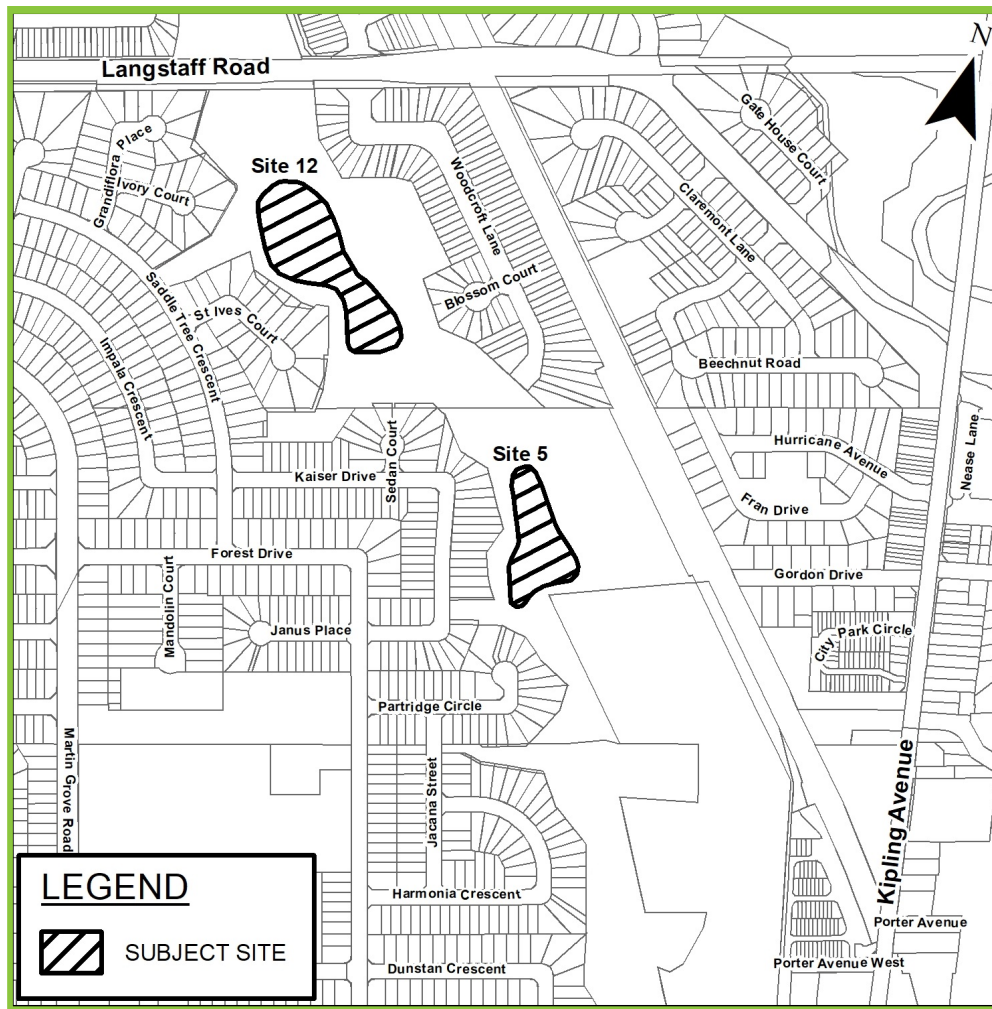 Langstaff Road
N
Grandiflora Place
Ivory Court
Gate House Court
Site 12
Woodcroft Lane
Claremont Lane
Blossom Court
Saddle Tree Crescent
St Ives Court
Impala Crescent
Beechnut Road
Nease Lane
Sedan Court
Hurricane Avenue
Site 5
Kaiser Drive
Fran Drive
Forest Drive
Gordon Drive
Mandolin Court
Janus Place
City Park Circle
Partridge Circle
Martin Grove Road
Jacana Street
Kipling Avenue
LEGEND
SUBJECT SITE
Harmonia Crescent
Porter Avenue
Dunstan Crescent
Porter Avenue West